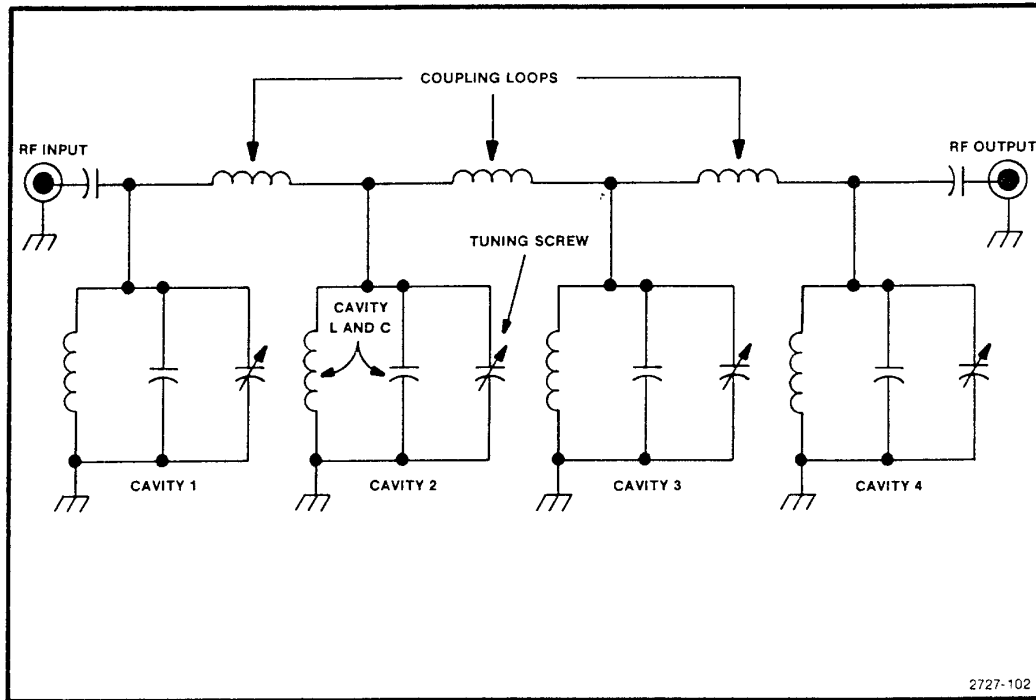 COUPLING LOOPS
RF INPUT
RF OUTPUT
TUNING SCREW
CAVITY
L AND C
CAVITY 1
CAVITY 2
CAVITY 3
CAVITY 4
2727-102